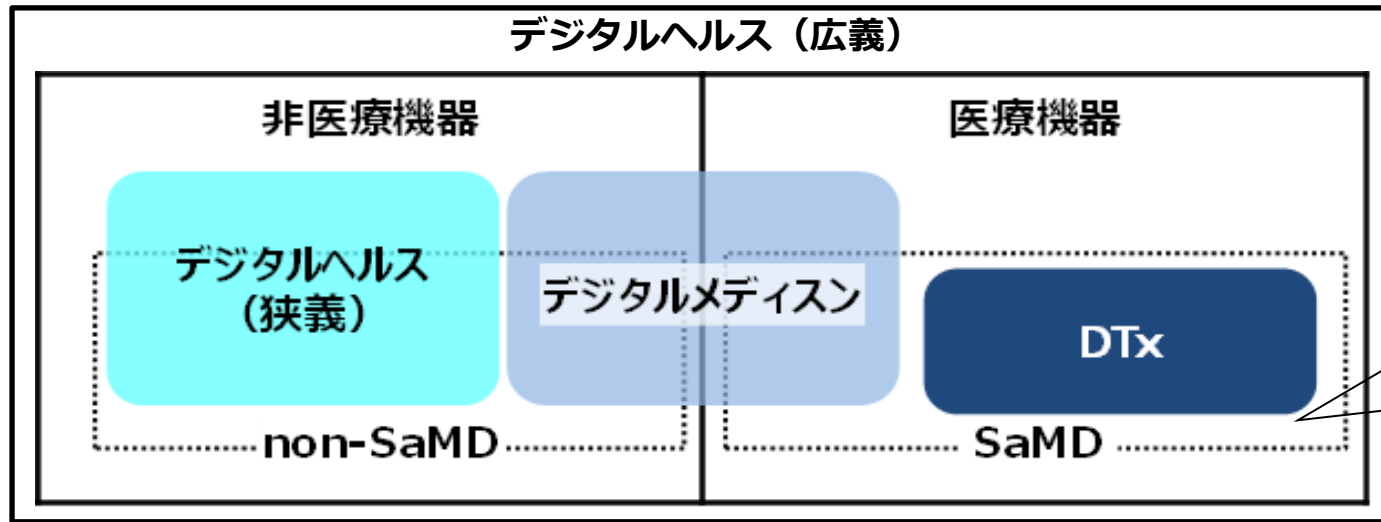 デジタルヘルス（広義）
非医療機器
医療機器
デジタルヘルス
（狭義）
デジタルメディスン
DTx
non-SaMD
SaMD